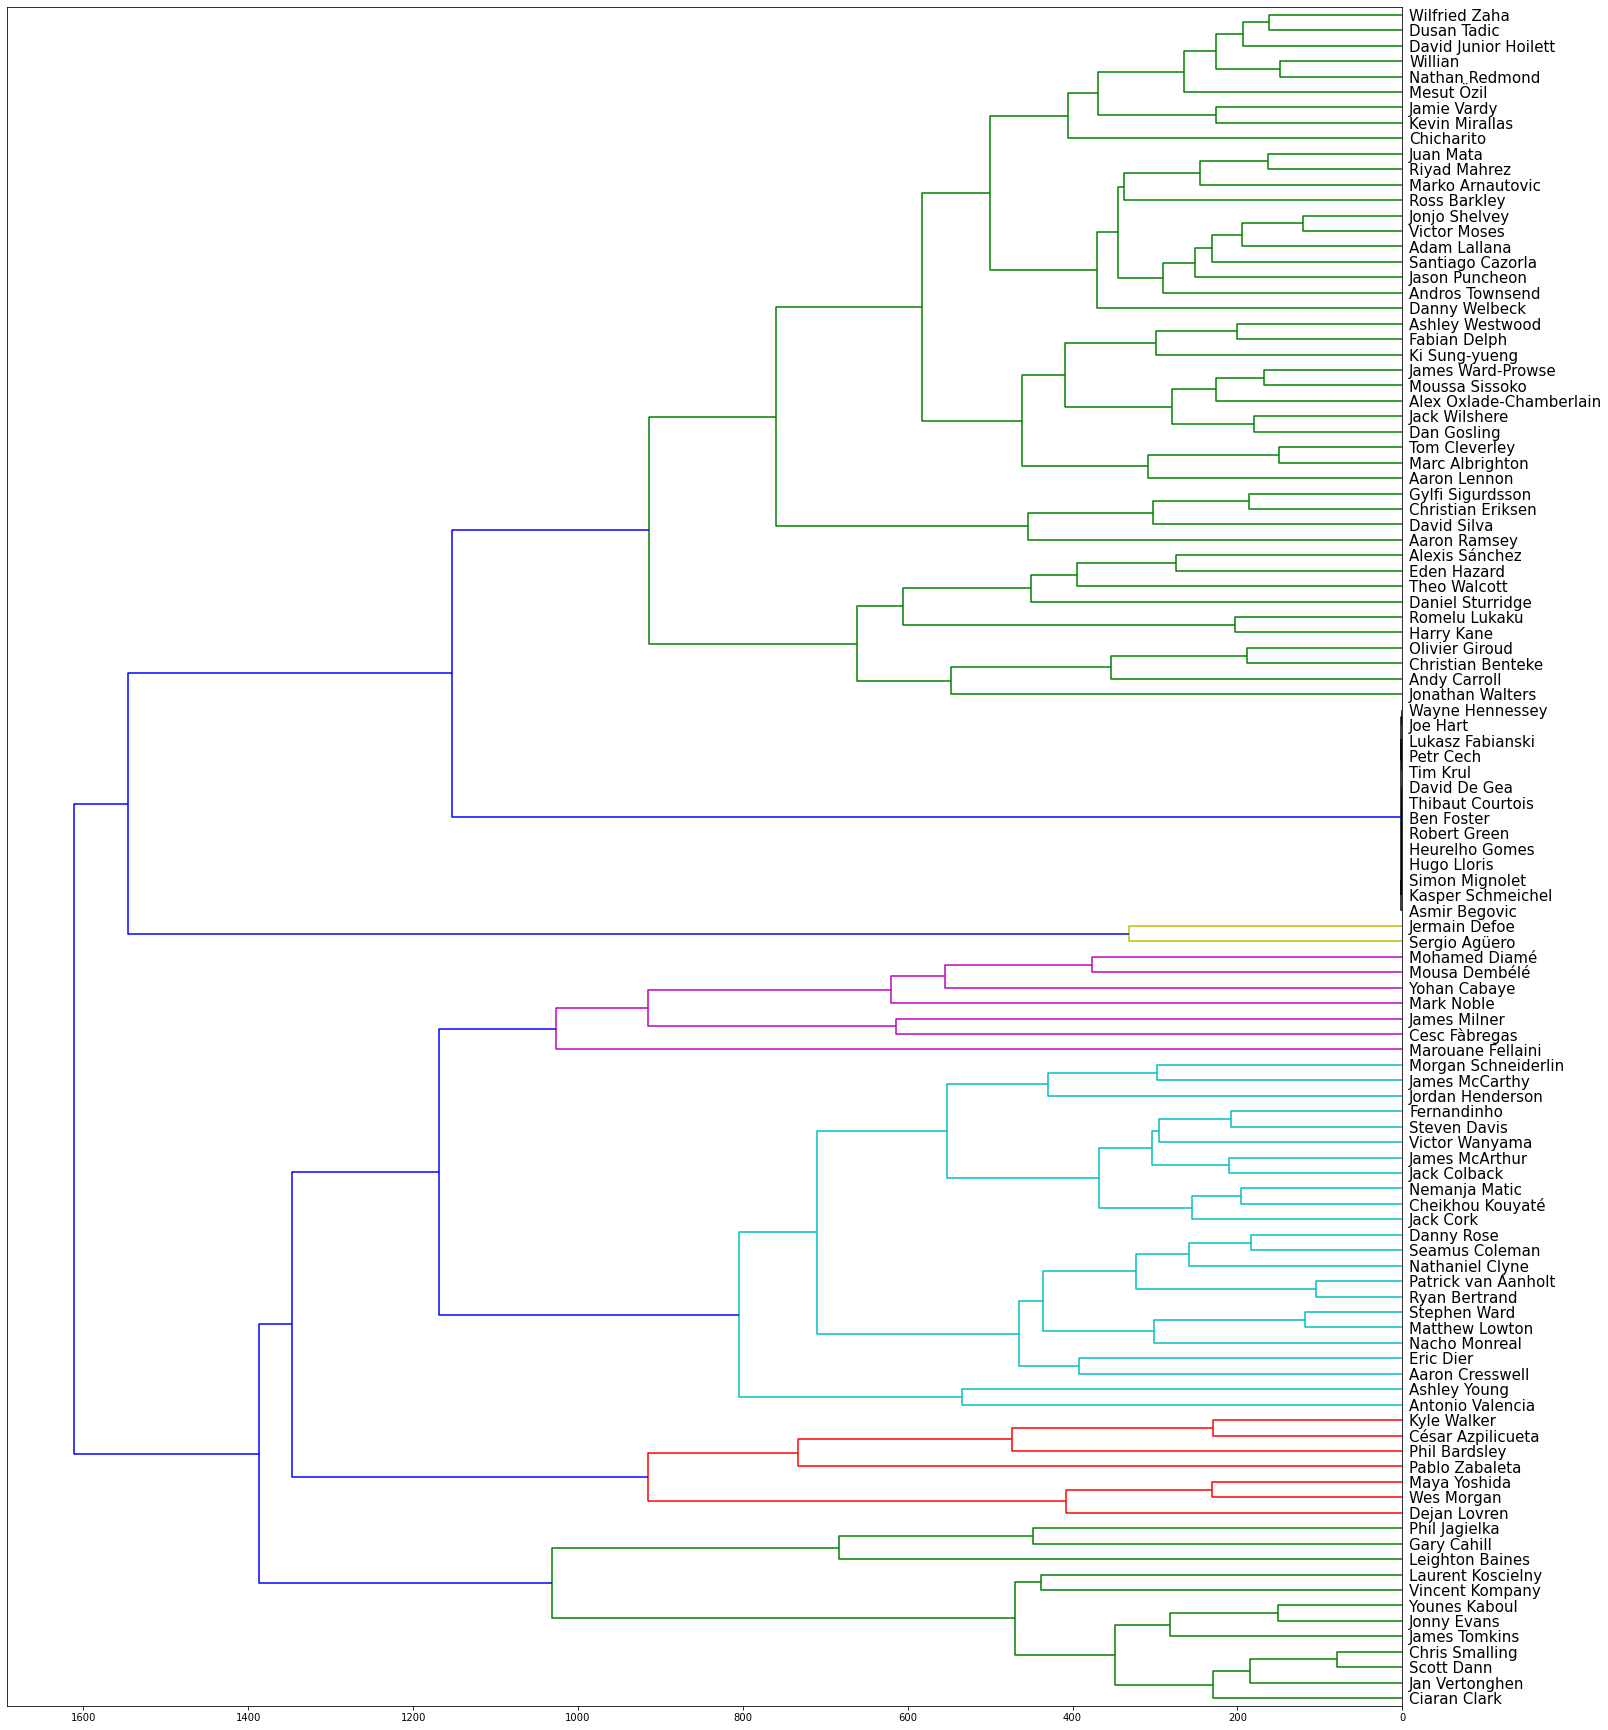 Wilfried Zaha
Dusan Tadic
David Junior Hoilett
Willian
Nathan Redmond
Mesut Özil
Jamie Vardy
Kevin Mirallas
Chicharito
Juan Mata
Riyad Mahrez
Marko Arnautovic
Ross Barkley
Jonjo Shelvey
Victor Moses
Adam Lallana
Santiago Cazorla
Jason Puncheon
Andros Townsend
Danny Welbeck
Ashley Westwood
Fabian Delph
Ki Sung-yueng
James Ward-Prowse
Moussa Sissoko
Alex Oxlade-Chamberlain
Jack Wilshere
Dan Gosling
Tom Cleverley
Marc Albrighton
Aaron Lennon
Gylfi Sigurdsson
Christian Eriksen
David Silva
Aaron Ramsey
Alexis Sánchez
Eden Hazard
Theo Walcott
Daniel Sturridge
Romelu Lukaku
Harry Kane
Olivier Giroud
Christian Benteke
Andy Carroll
Jonathan Walters
Wayne Hennessey
Joe Hart
Lukasz Fabianski
Petr Cech
Tim Krul
David De Gea
Thibaut Courtois
Ben Foster
Robert Green
Heurelho Gomes
Hugo Lloris
Simon Mignolet
Kasper Schmeichel
Asmir Begovic
Jermain Defoe
Sergio Agüero
Mohamed Diamé
Mousa Dembélé
Yohan Cabaye
Mark Noble
James Milner
Cesc Fàbregas
Marouane Fellaini
Morgan Schneiderlin
James McCarthy
Jordan Henderson
Fernandinho
Steven Davis
Victor Wanyama
James McArthur
Jack Colback
Nemanja Matic
Cheikhou Kouyaté
Jack Cork
Danny Rose
Seamus Coleman
Nathaniel Clyne
Patrick van Aanholt
Ryan Bertrand
Stephen Ward
Matthew Lowton
Nacho Monreal
Eric Dier
Aaron Cresswell
Ashley Young
Antonio Valencia
Kyle Walker
César Azpilicueta
Phil Bardsley
Pablo Zabaleta
Maya Yoshida
Wes Morgan
Dejan Lovren
Phil Jagielka
Gary Cahill
Leighton Baines
Laurent Koscielny
Vincent Kompany
Younes Kaboul
Jonny Evans
James Tomkins
Chris Smalling
Scott Dann
Jan Vertonghen
Ciaran Clark
1600 1400 1200 1000 800 600 400 200 0